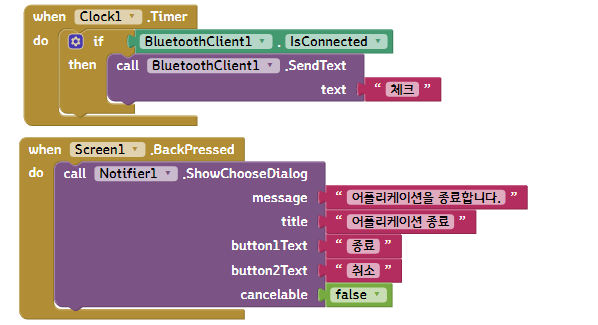 when Clock1 .Timer
do if BluetoothClient1 . IsConnected
then call BluetoothClient1 .SendText
text " 체크 "
when Screen1 .BackPressed
do call Notifier1 .ShowChooseDialog
message " 어플리케이션을 종료합니다. "
title " 어플리케이션 종료 "
button1Text " 종료 "
button2Text " 취소 "
cancelable false